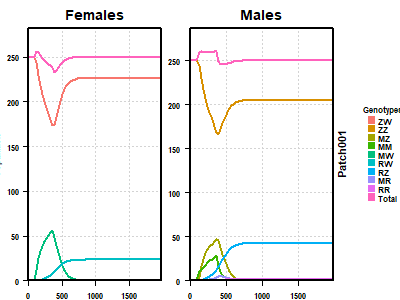 Females
Males
250
200
150
100
50
0
0
500
1000
1500
250
200
150
100
50
0
0
500
1000
1500
Patch001
Genotypes
ZW
ZZ
MZ
MM
MW
RW
RZ
MR
RR
Total